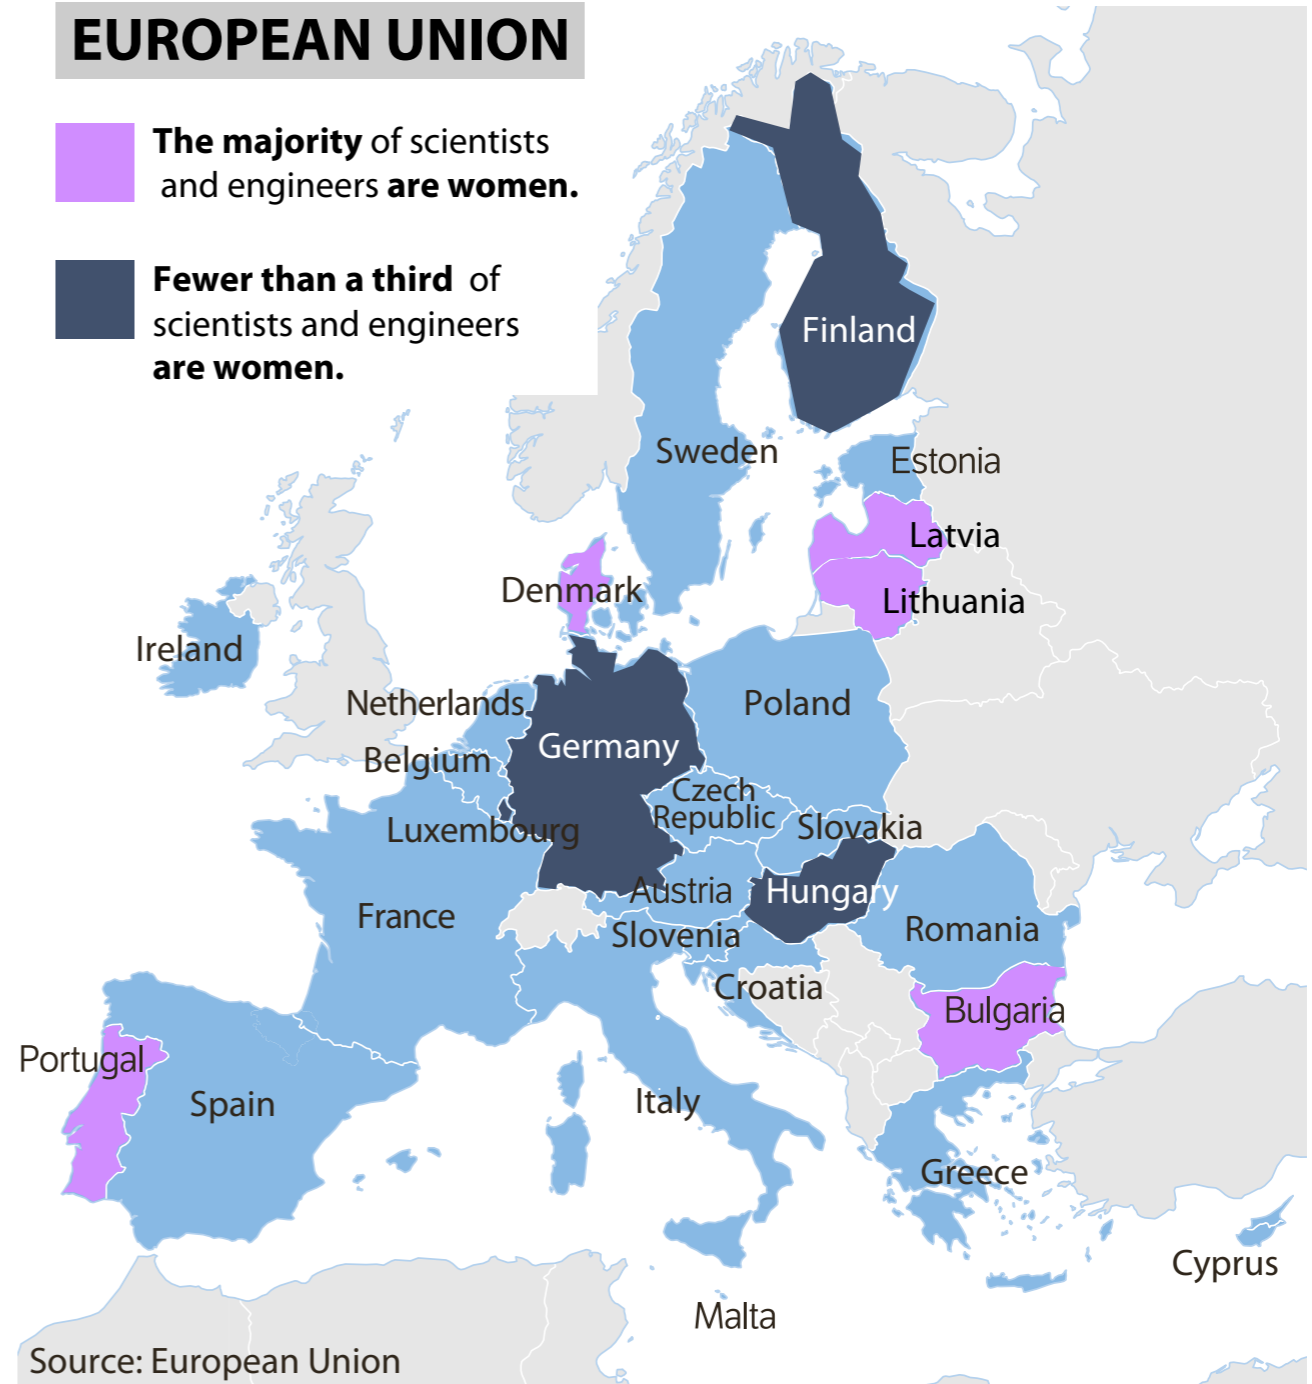 EUROPEAN UNION
The majority of scientists
and engineers are women.
Fewer than a third of
scientists and engineers
are women.
Finland
Sweden
Estonia
Latvia
Denmark
Lithuania
Ireland
Netherlands
Poland
Germany
Belgium
Czech
Republic
Luxembourg
Slovakia
Austria
Hungary
France
Slovenia
Romania
Croatia
Bulgaria
Portugal
Spain
Italy
Greece
Cyprus
Malta
Source: European Union